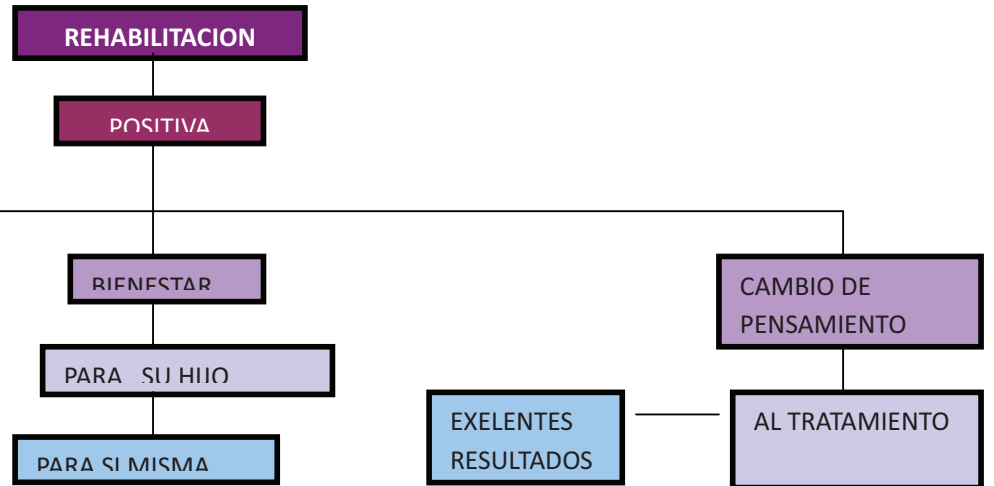 REHABILITACION
POSITIVA
BIENESTAR
CAMBIO DE
PENSAMIENTO
PARA SU HIJO
EXELENTES
RESULTADOS
AL TRATAMIENTO
PARA SI MISMA